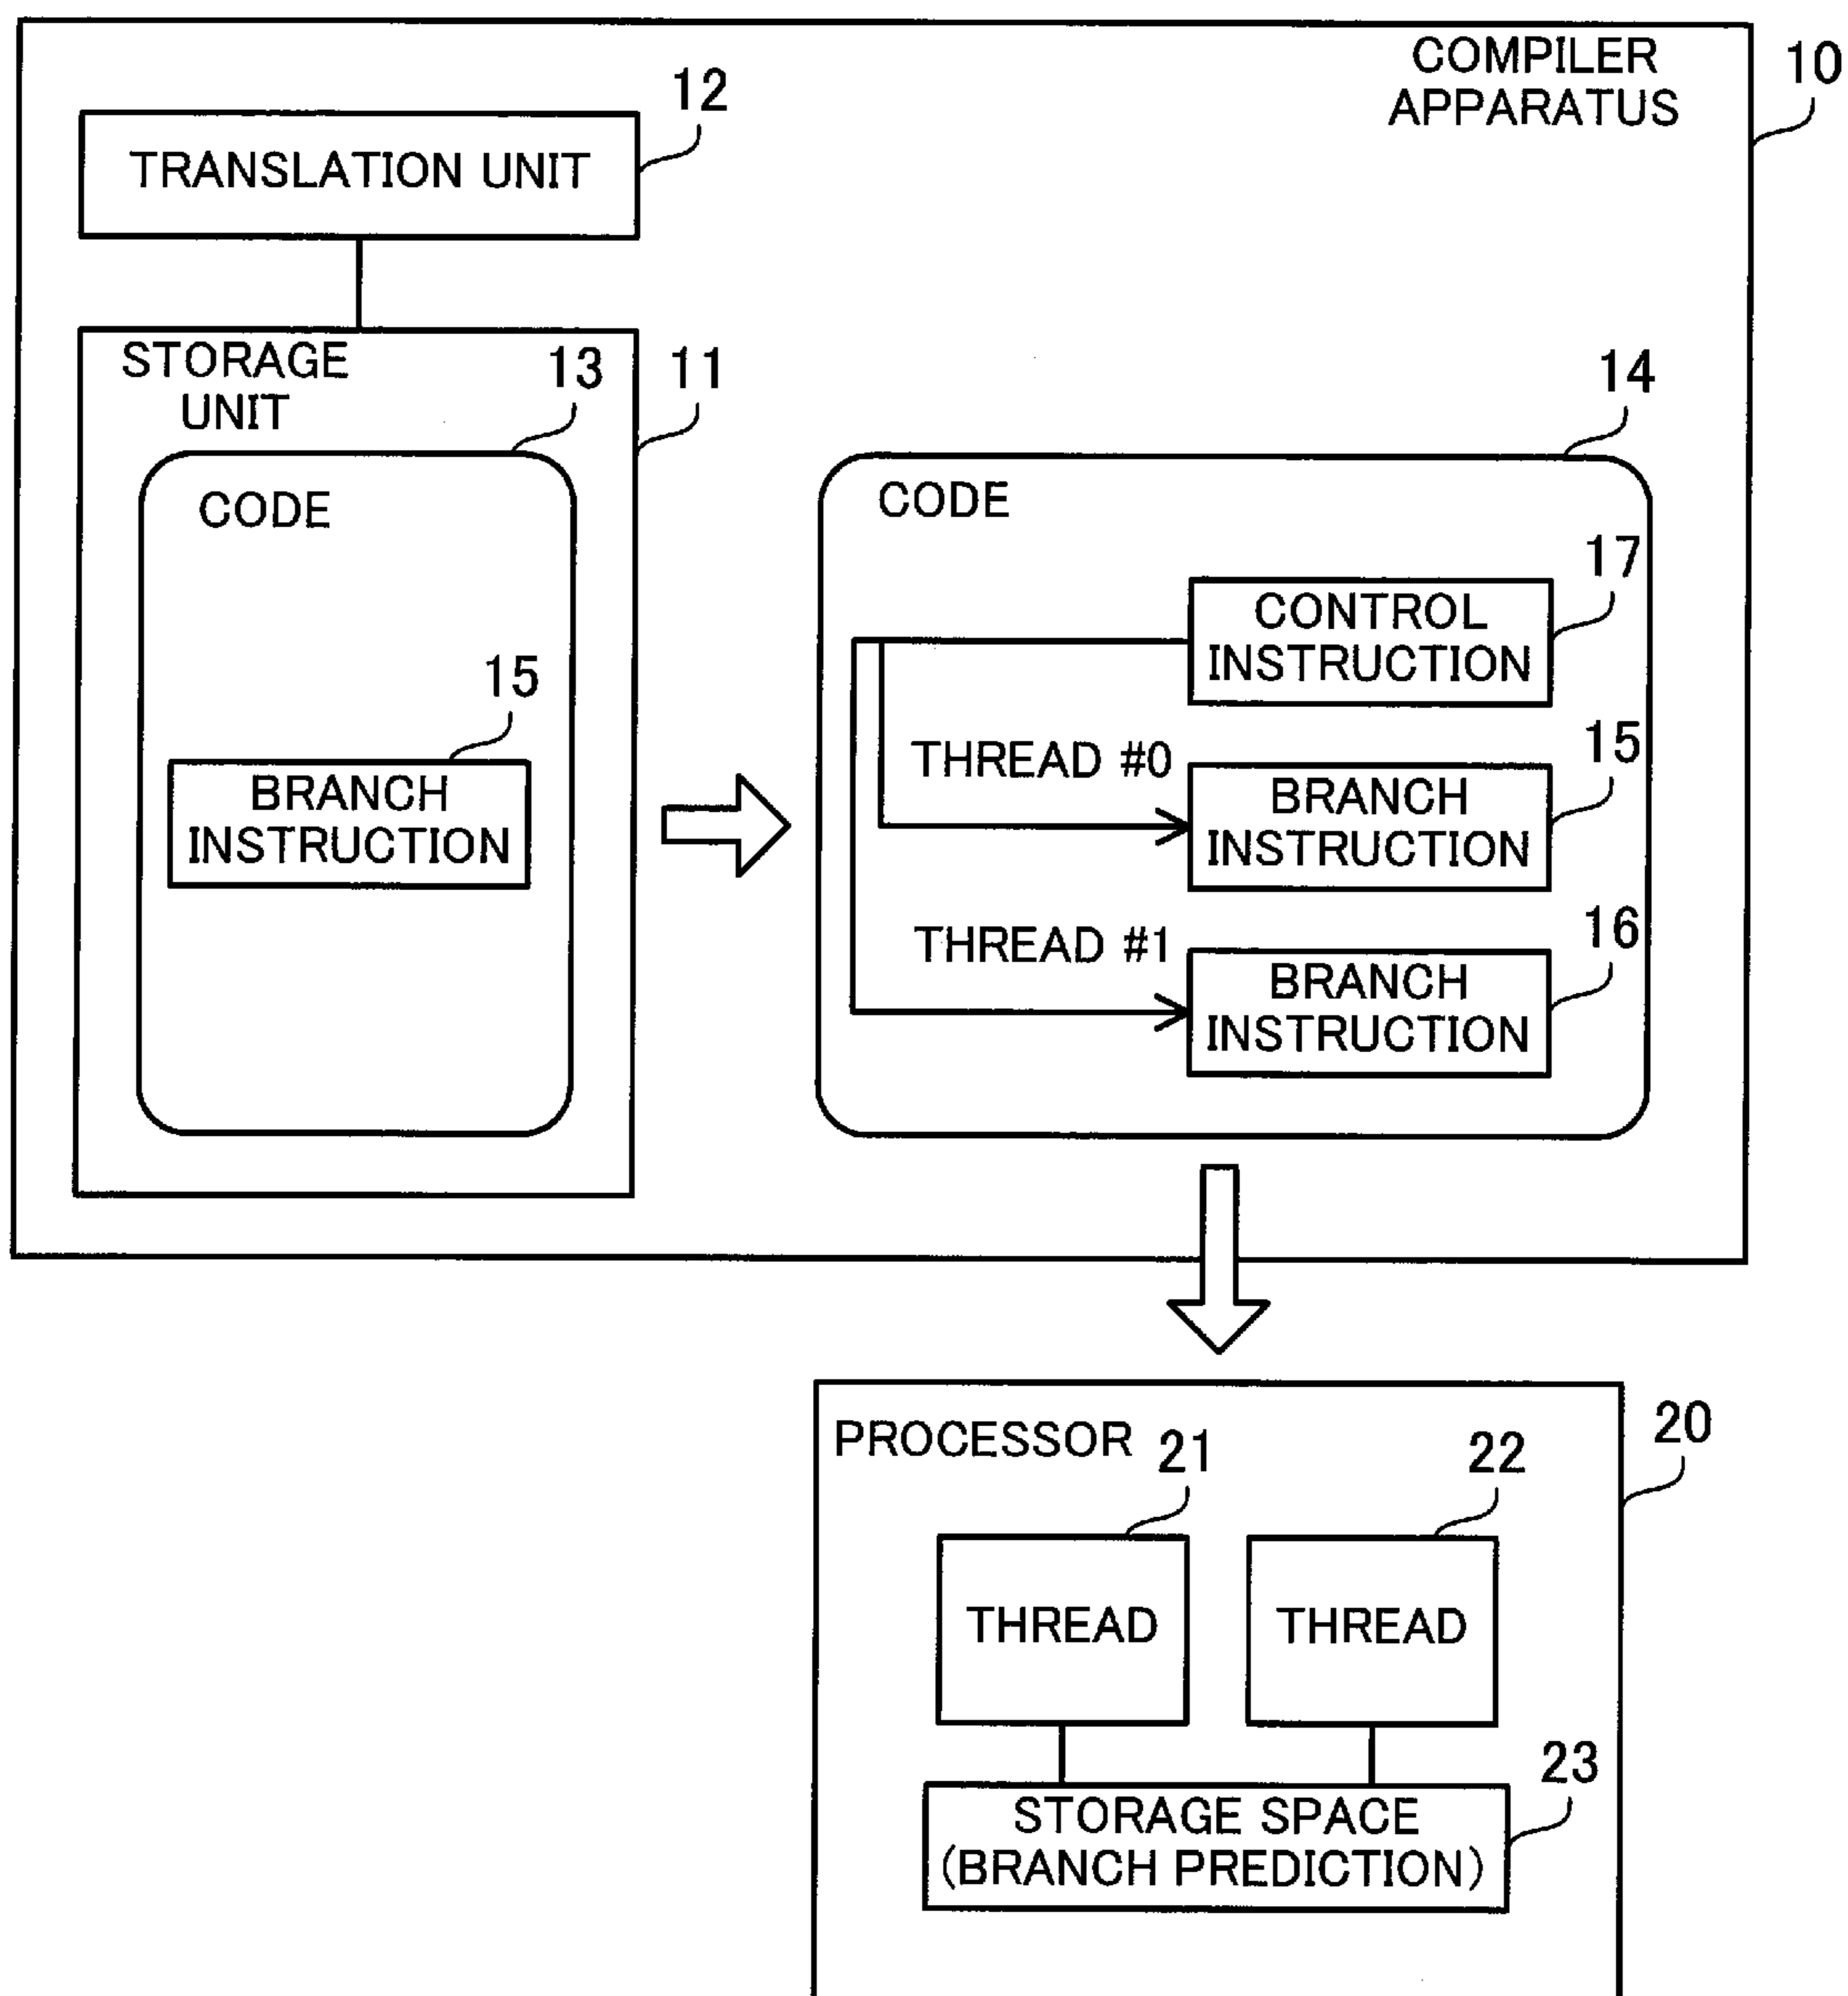 COMPILER
APPARATUS
10
12
TRANSLATION UNIT
STORAGE
UNIT
13
11
CODE
15
BRANCH
INSTRUCTION
14
CODE
17
CONTROL
INSTRUCTION
THREAD #0
15
BRANCH
INSTRUCTION
THREAD #1
16
BRANCH
INSTRUCTION
PROCESSOR
20
21
22
THREAD
THREAD
23
STORAGE SPACE
(BRANCH PREDICTION)